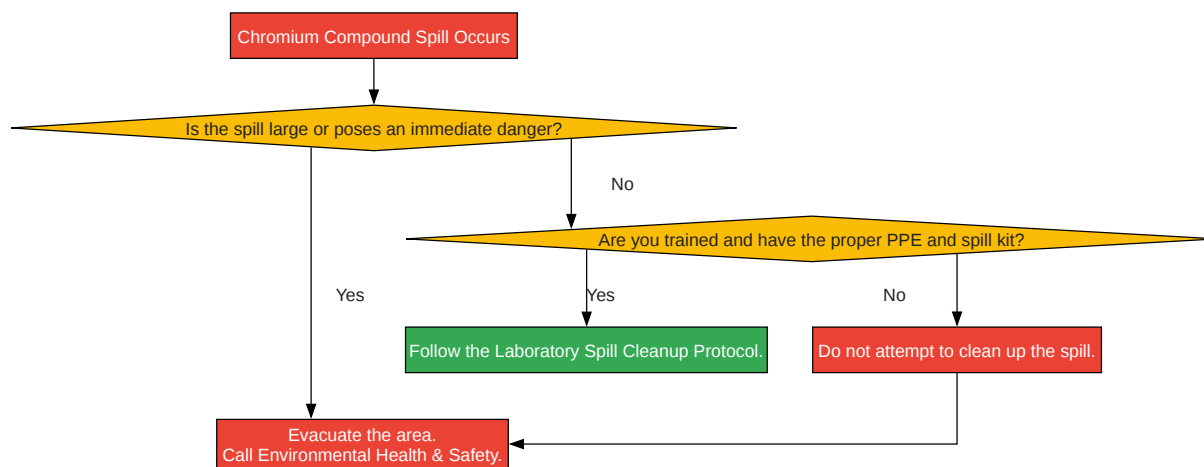 Chromium Compound Spill Occurs
Is the spill large or poses an immediate danger?
No
Are you trained and have the proper PPE and spill kit?
Yes
Yes
No
Follow the Laboratory Spill Cleanup Protocol.
Do not attempt to clean up the spill.
Evacuate the area.
Call Environmental Health & Safety.